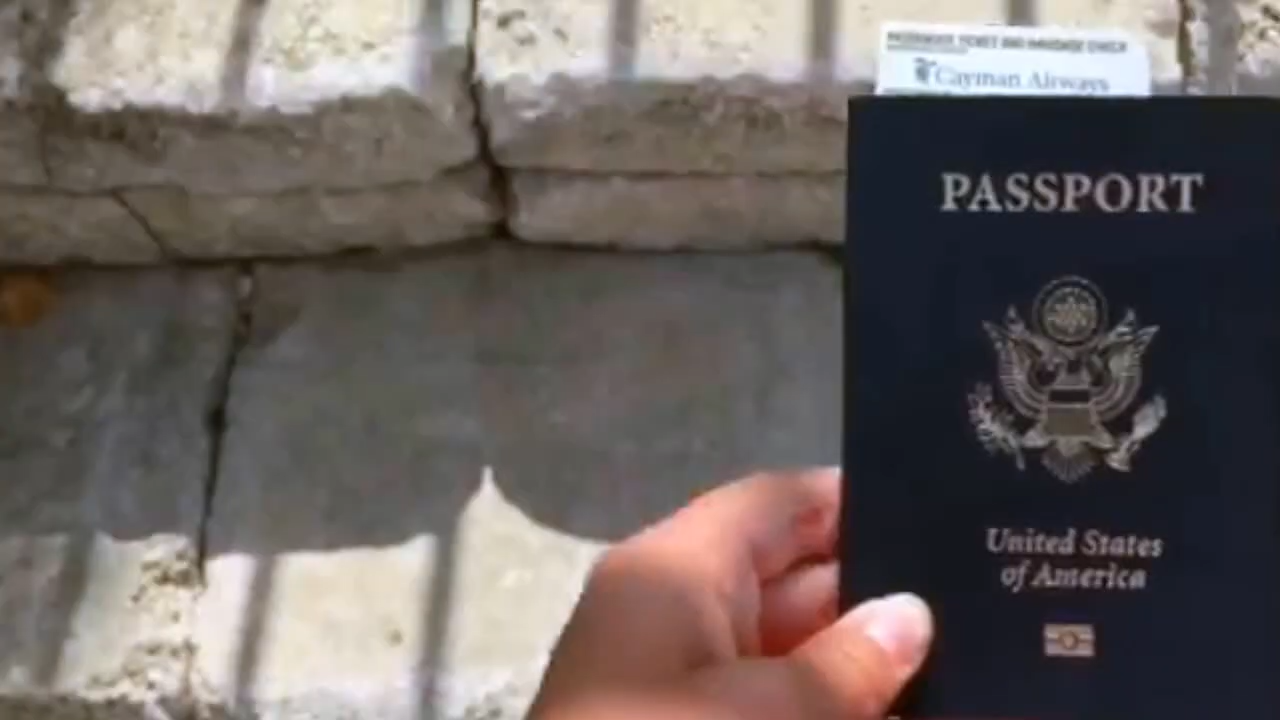 PASSENGER TICKET AND BAGGAGE CHECK
Cayman Airways
PASSPORT
United States
of America